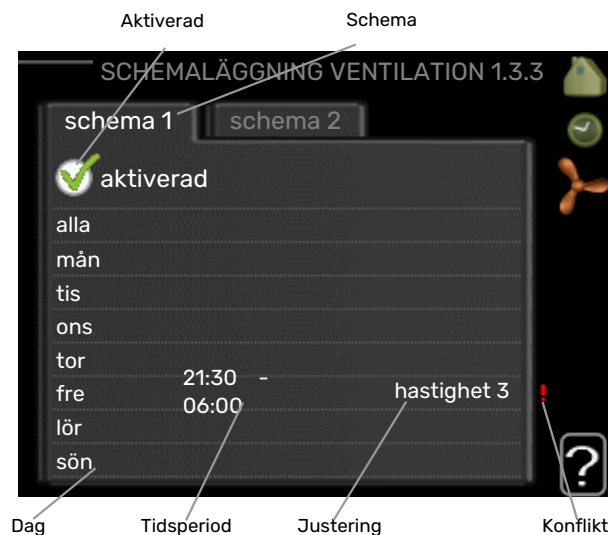 Aktiverad Schema
SCHEMALÄGGNING VENTILATION 1.3.3
schema 1 schema 2
aktiverad
alla
mån
tis
ons
tor
fre 21:30 - 06:00 hastighet 3 !
lör
sön
?
Dag Tidsperiod Justering Konflikt